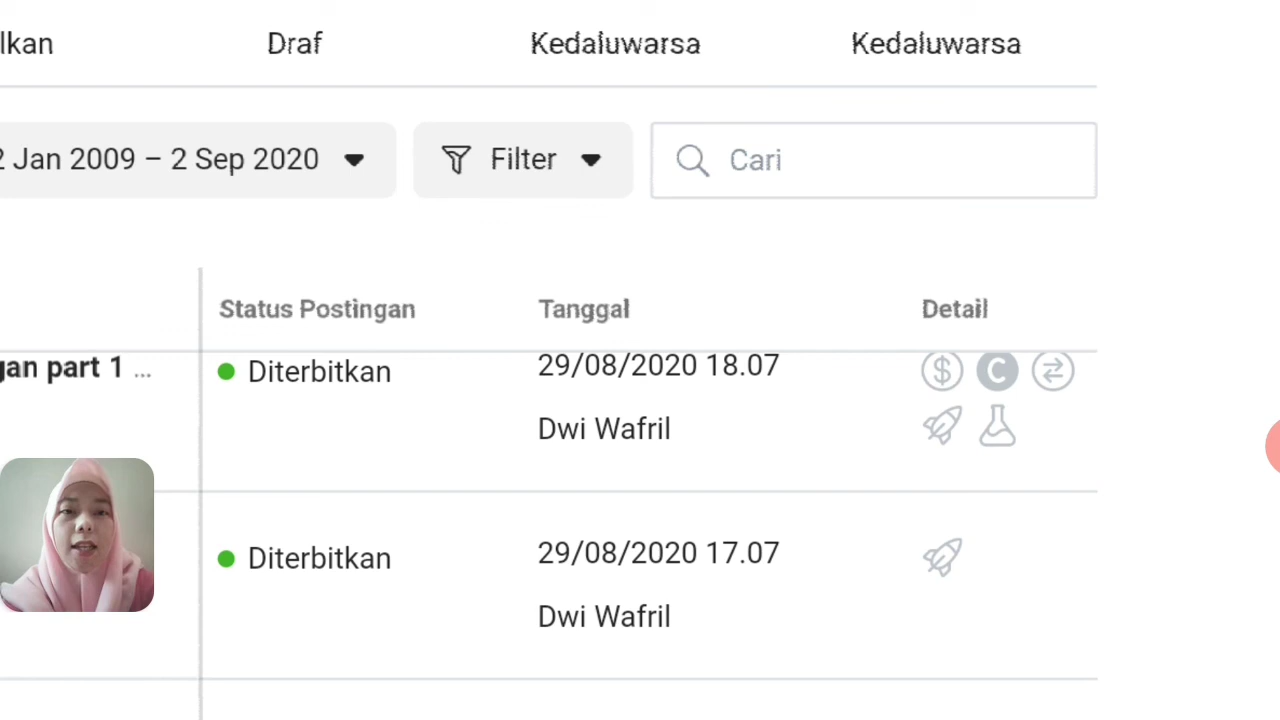 lkan Draf Kedaluwarsa Kedaluwarsa
2 Jan 2009 – 2 Sep 2020 Filter Cari
Status Postingan Tanggal Detail
gan part 1 ... Diterbitkan 29/08/2020 18.07
Dwi Wafril
Diterbitkan 29/08/2020 17.07
Dwi Wafril